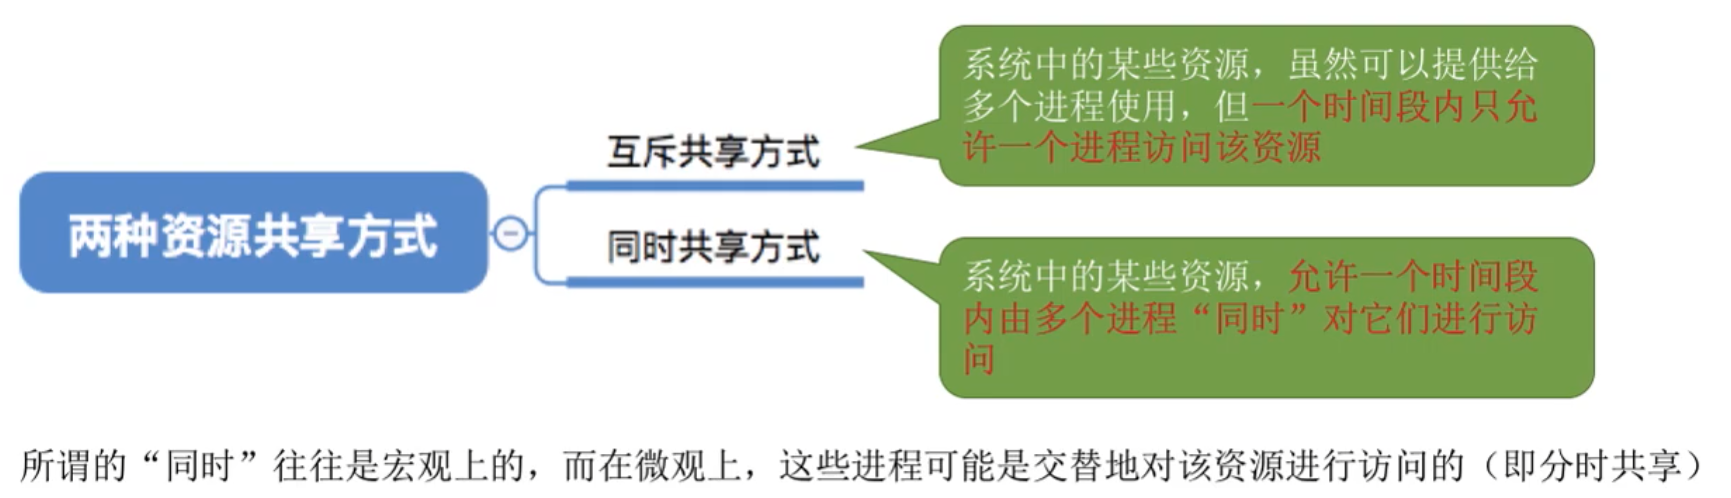 两种资源共享方式
互斥共享方式
系统中的某些资源，虽然可以提供给
多个进程使用，但一个时间段内只允
许一个进程访问该资源
同时共享方式
系统中的某些资源，允许一个时间段
内由多个进程“同时”对它们进行访
问
所谓的“同时”往往是宏观上的，而在微观上，这些进程可能是交替地对该资源进行访问的（即分时共享）